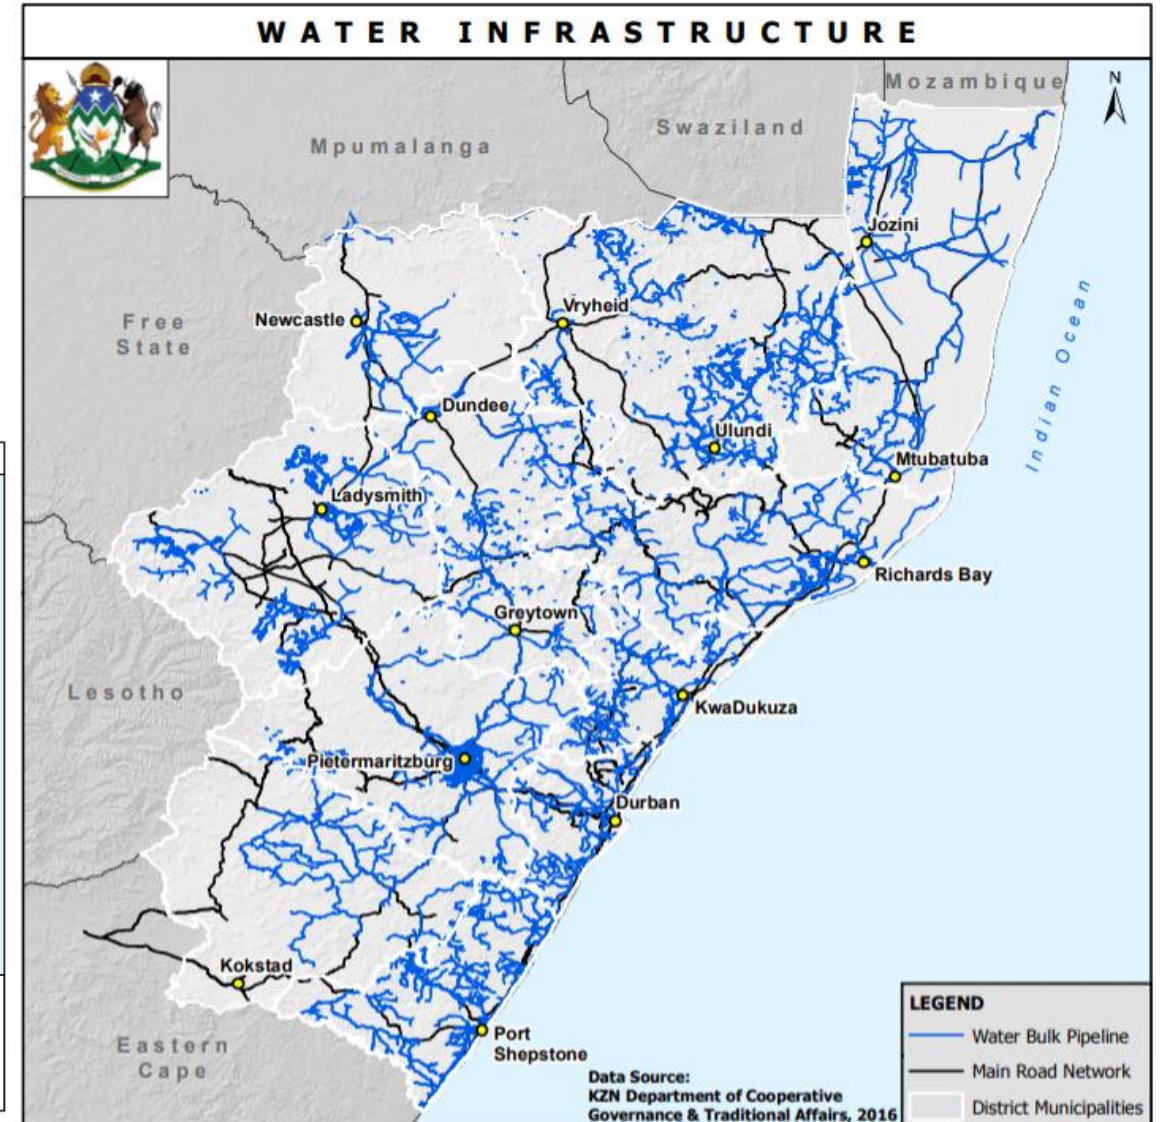 WATER INFRASTRUCTURE
N
Mozambique
Swaziland
Mpumalanga
Jozini
Free
State
Newcastle
Vryheid
Indian Ocean
Dundee
Ulundi
Mtubatuba
Ladysmith
Richards Bay
Greytown
Lesotho
KwaDukuza
Pietermaritzburg
Durban
Kokstad
Port
Shepstone
Eastern
Cape
Data Source:
KZN Department of Cooperative
Governance & Traditional Affairs, 2016
LEGEND
Water Bulk Pipeline
Main Road Network
District Municipalities